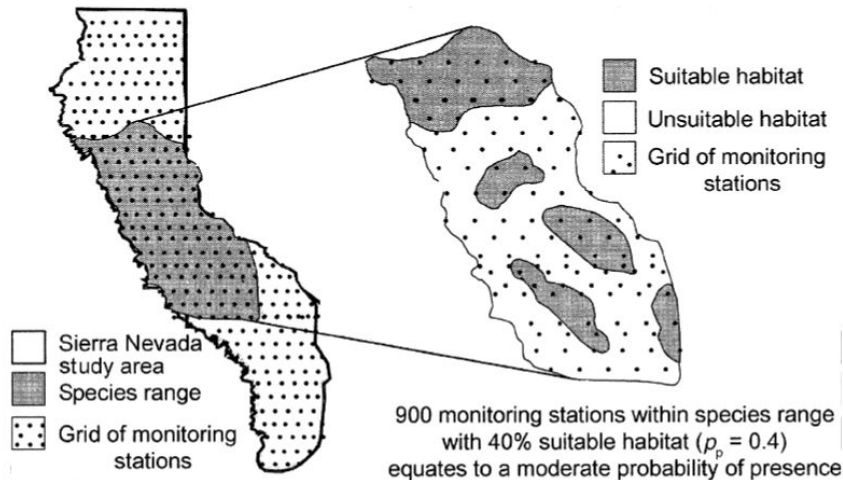 Suitable habitat
Unsuitable habitat
Grid of monitoring
stations
Sierra Nevada
study area
Species range
Grid of monitoring
stations
900 monitoring stations within species range
with 40% suitable habitat (pp = 0.4)
equates to a moderate probability of presence